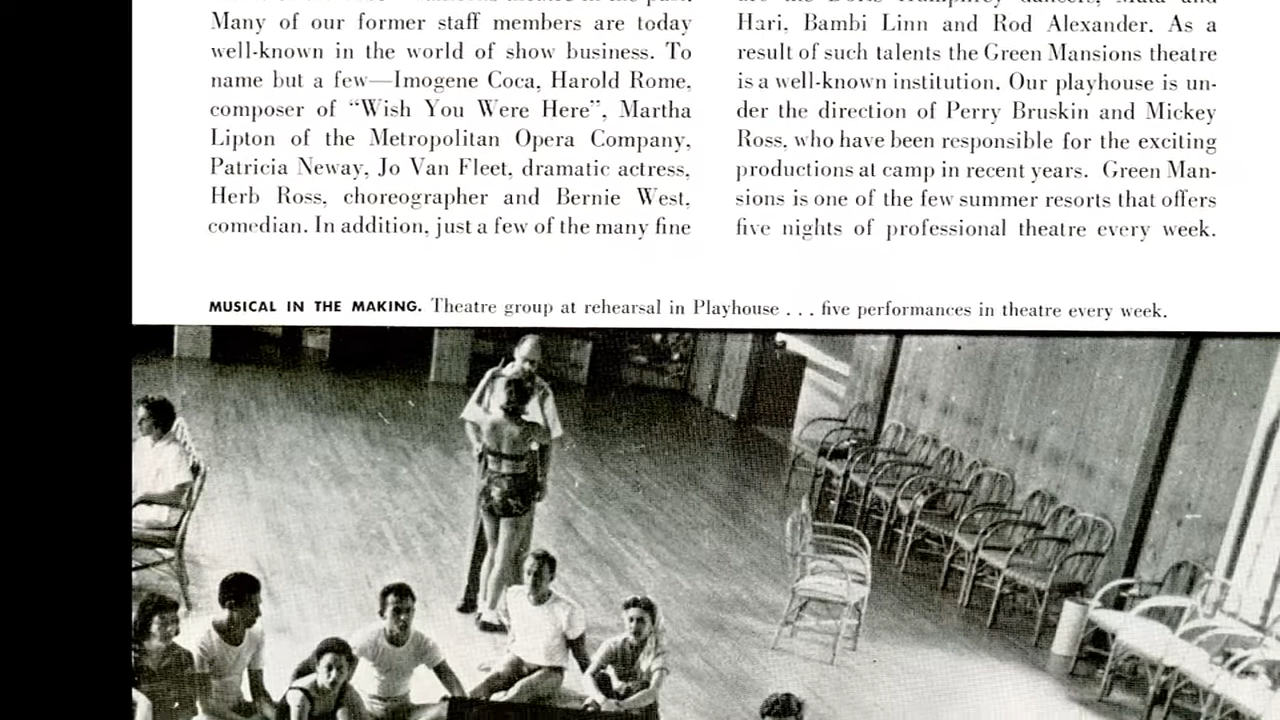 Many of our former staff members are today
well-known in the world of show business. To
name but a few—Imogene Coca, Harold Rome,
composer of “Wish You Were Here”, Martha
Lipton of the Metropolitan Opera Company,
Patricia Neway, Jo Van Fleet, dramatic actress,
Herb Ross, choreographer and Bernie West,
comedian. In addition, just a few of the many fine
Hari, Bambi Linn and Rod Alexander. As a
result of such talents the Green Mansions theatre
is a well-known institution. Our playhouse is un-
der the direction of Perry Bruskin and Mickey
Ross, who have been responsible for the exciting
productions at camp in recent years. Green Man-
sions is one of the few summer resorts that offers
five nights of professional theatre every week.
MUSICAL IN THE MAKING. Theatre group at rehearsal in Playhouse . . . five performances in theatre every week.